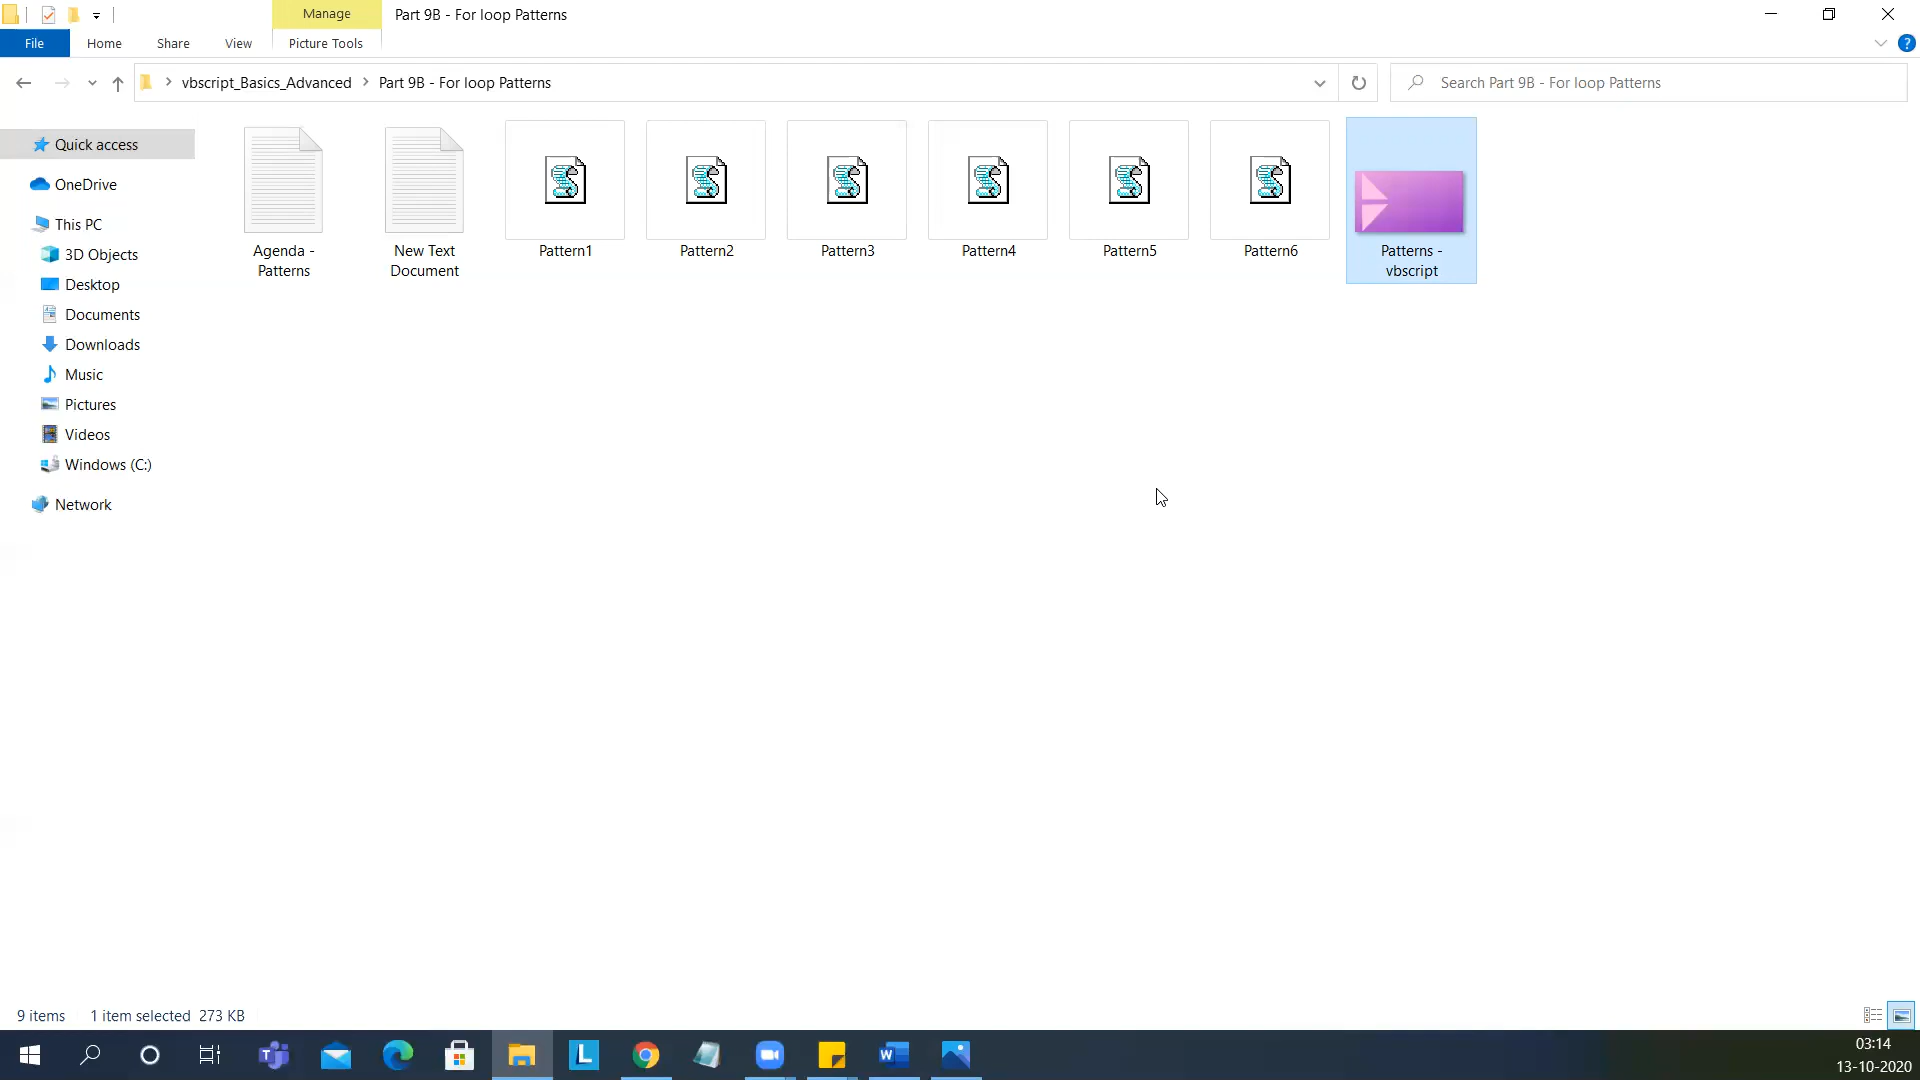 Manage
Part 9B - For loop Patterns
File
Home
Share
View
Picture Tools
?
vbscript_Basics_Advanced
Part 9B - For loop Patterns
Search Part 9B - For loop Patterns
Quick access
OneDrive
This PC
3D Objects
Desktop
Documents
Downloads
Music
Pictures
Videos
Windows (C:)
Network
Agenda -
Patterns
New Text
Document
Pattern1
Pattern2
Pattern3
Pattern4
Pattern5
Pattern6
Patterns -
vbscript
9 items
1 item selected 273 KB
T
L
W
03:14
13-10-2020